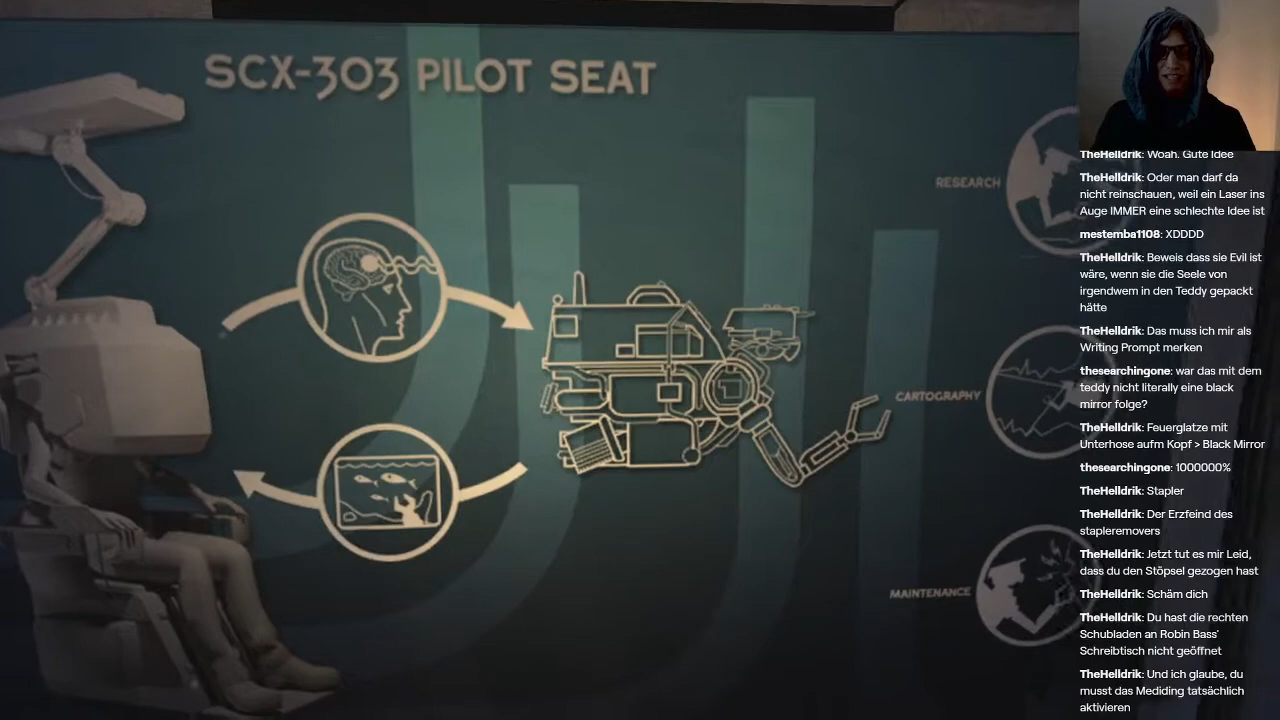 SCX-303 PILOT SEAT
RESEARCH
CARTOGRAPHY
MAINTENANCE
TheHelldrik: Woah. Gute Idee
TheHelldrik: Oder man darf da
nicht reinschauen, weil ein Laser ins
Auge IMMER eine schlechte Idee ist
mestemba1108: XDDDD
TheHelldrik: Beweis dass sie Evil ist
wäre, wenn sie die Seele von
irgendwem in den Teddy gepackt
hätte
TheHelldrik: Das muss ich mir als
Writing Prompt merken
thesearchingone: war das mit dem
teddy nicht literally eine black
mirror folge?
TheHelldrik: Feuerglatze mit
Unterhose aufm Kopf > Black Mirror
thesearchingone: 1000000%
TheHelldrik: Stapler
TheHelldrik: Der Erzfeind des
stapleremovers
TheHelldrik: Jetzt tut es mir Leid,
dass du den Stöpsel gezogen hast
TheHelldrik: Schäm dich
TheHelldrik: Du hast die rechten
Schubladen an Robin Bass'
Schreibtisch nicht geöffnet
TheHelldrik: Und ich glaube, du
musst das Mediding tatsächlich
aktivieren